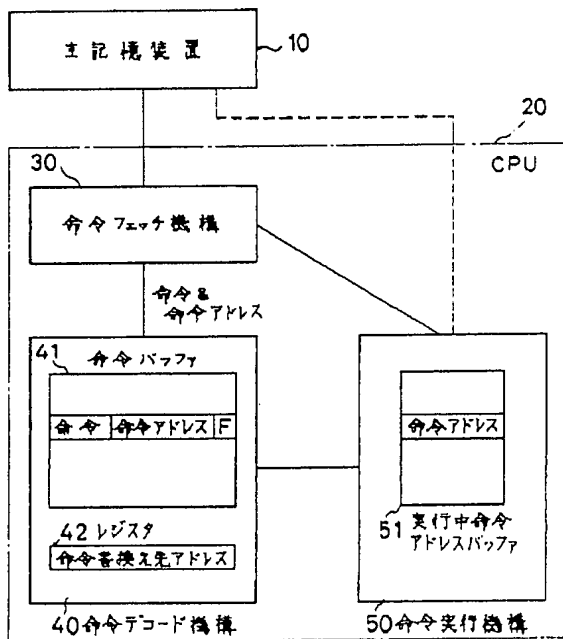 主記憶装置
10
20
CPU
30
命令フェッチ機構
命令&
命令アドレス
41
命令バッファ
命令 命令アドレス F
42 レジスタ
命令書換え先アドレス
40 命令デコード機構
命令アドレス
51
実行中命令
アドレスバッファ
50 命令実行機構